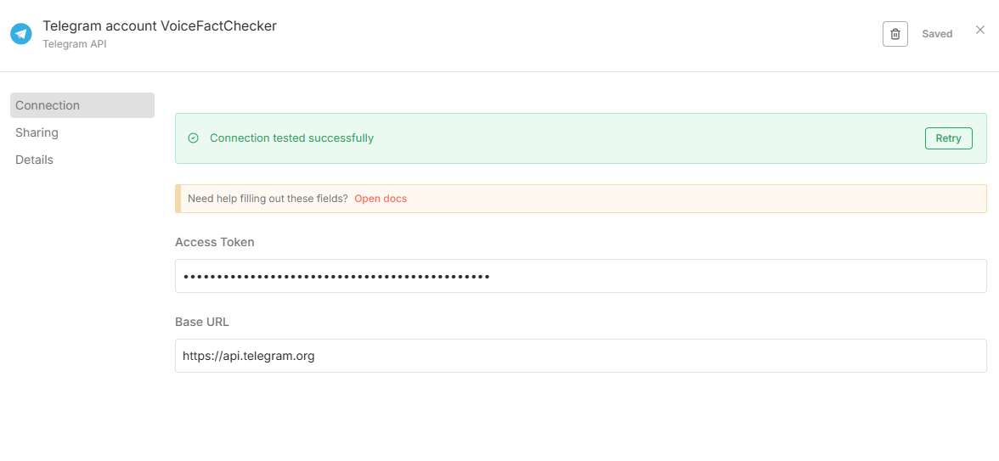 Telegram account VoiceFactChecker
Telegram API
Saved
Connection
Sharing
Details
Connection tested successfully
Retry
Need help filling out these fields? Open docs
Access Token
••••••••••••••••••••••••••••••••••••••••••••••
Base URL
https://api.telegram.org